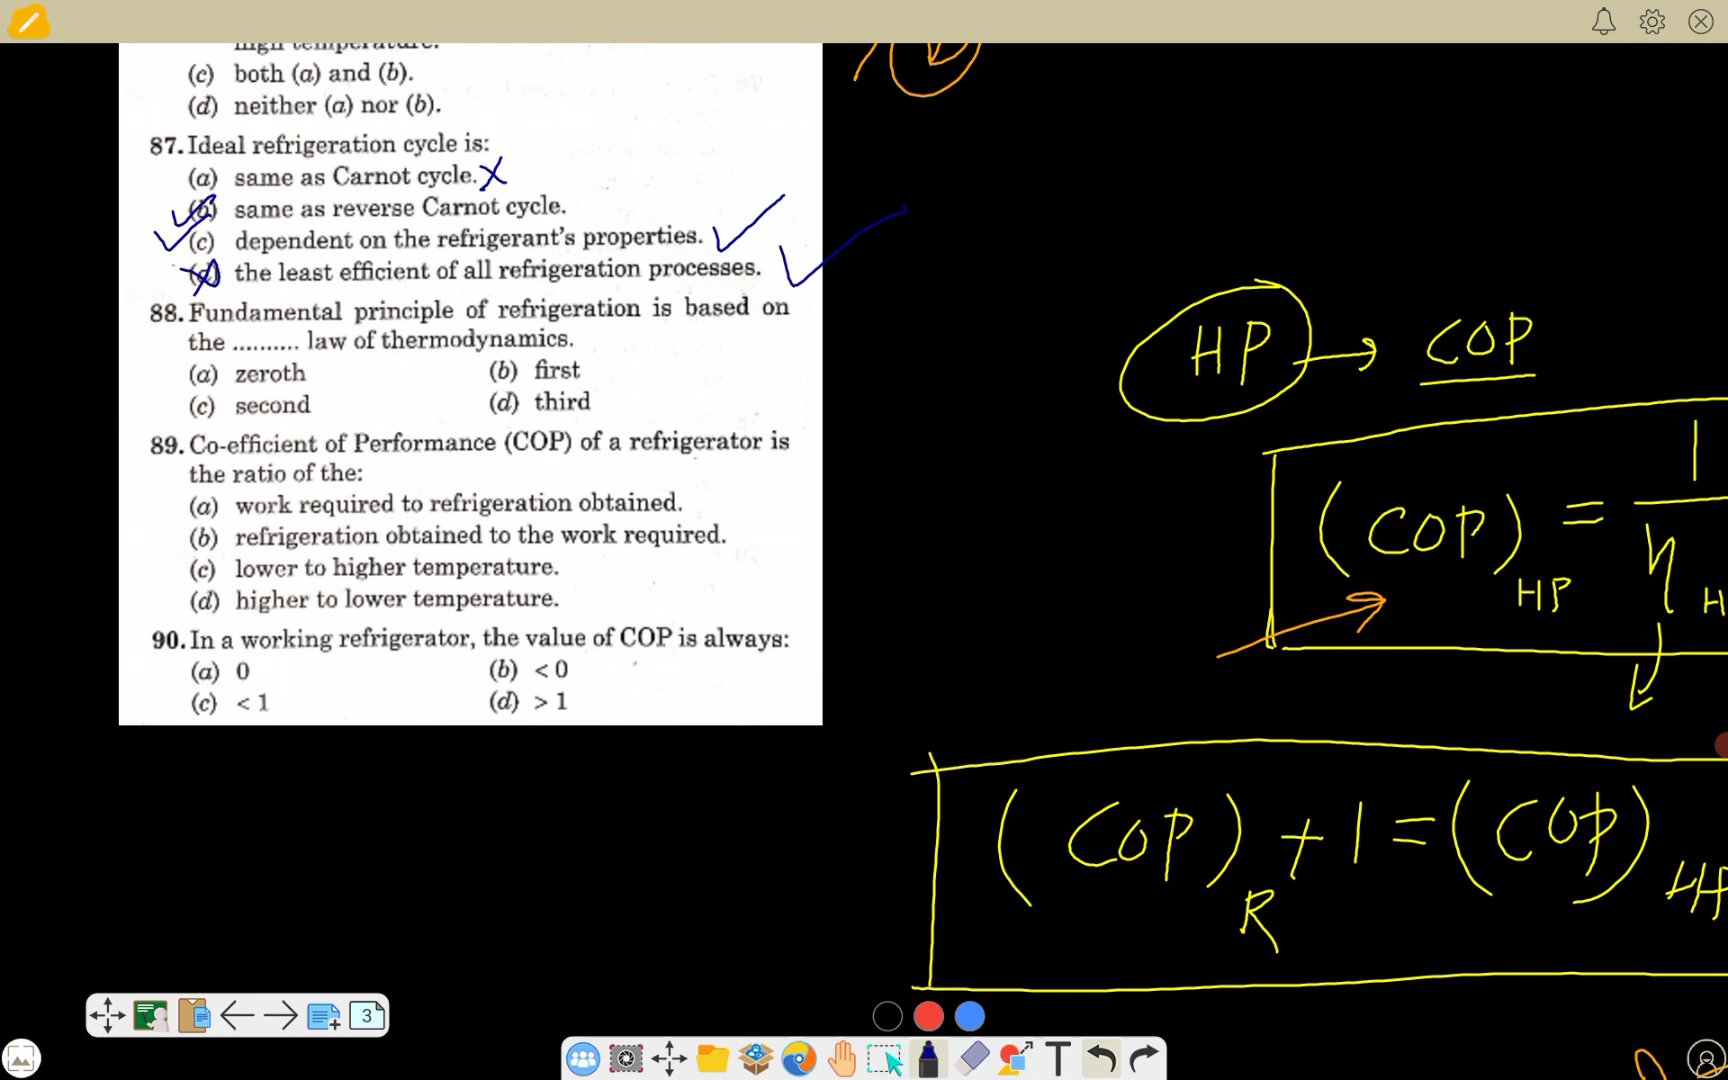 (c) both (a) and (b).
(d) neither (a) nor (b).
87. Ideal refrigeration cycle is:
(a) same as Carnot cycle.
(b) same as reverse Carnot cycle.
(c) dependent on the refrigerant's properties.
the least efficient of all refrigeration processes.
88. Fundamental principle of refrigeration is based on
the .......... law of thermodynamics.
(a) zeroth (b) first
(c) second (d) third
89. Co-efficient of Performance (COP) of a refrigerator is
the ratio of the:
(a) work required to refrigeration obtained.
(b) refrigeration obtained to the work required.
(c) lower to higher temperature.
(d) higher to lower temperature.
90. In a working refrigerator, the value of COP is always:
(a) 0 (b) < 0
(c) < 1 (d) > 1
HP → COP
(COP)HP = 1/η H
(COP)R + 1 = (COP)HP
3
T